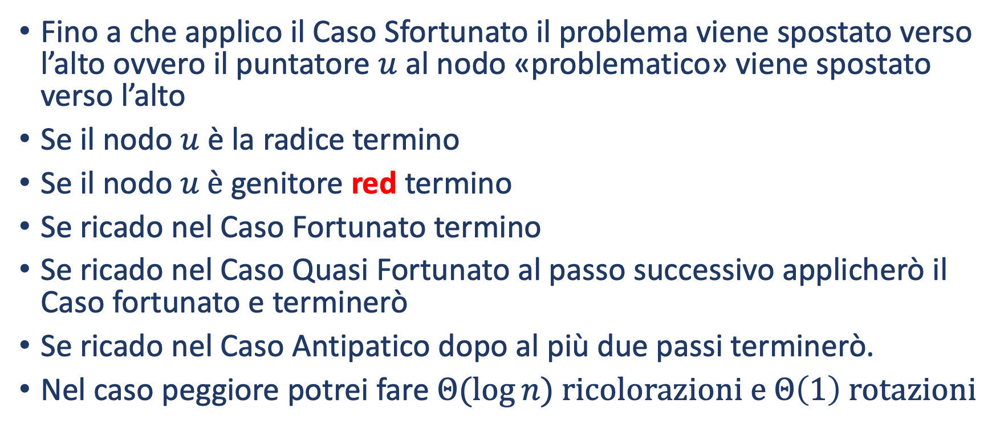 • Fino a che applico il Caso Sfortunato il problema viene spostato verso
l’alto ovvero il puntatore 𝑢 al nodo «problematico» viene spostato
verso l’alto
• Se il nodo 𝑢 è la radice termino
• Se il nodo 𝑢 è genitore red termino
• Se ricado nel Caso Fortunato termino
• Se ricado nel Caso Quasi Fortunato al passo successivo applicherò il
Caso fortunato e terminerò
• Se ricado nel Caso Antipatico dopo al più due passi terminerò.
• Nel caso peggiore potrei fare Θ(log 𝑛) ricolorazioni e Θ(1) rotazioni